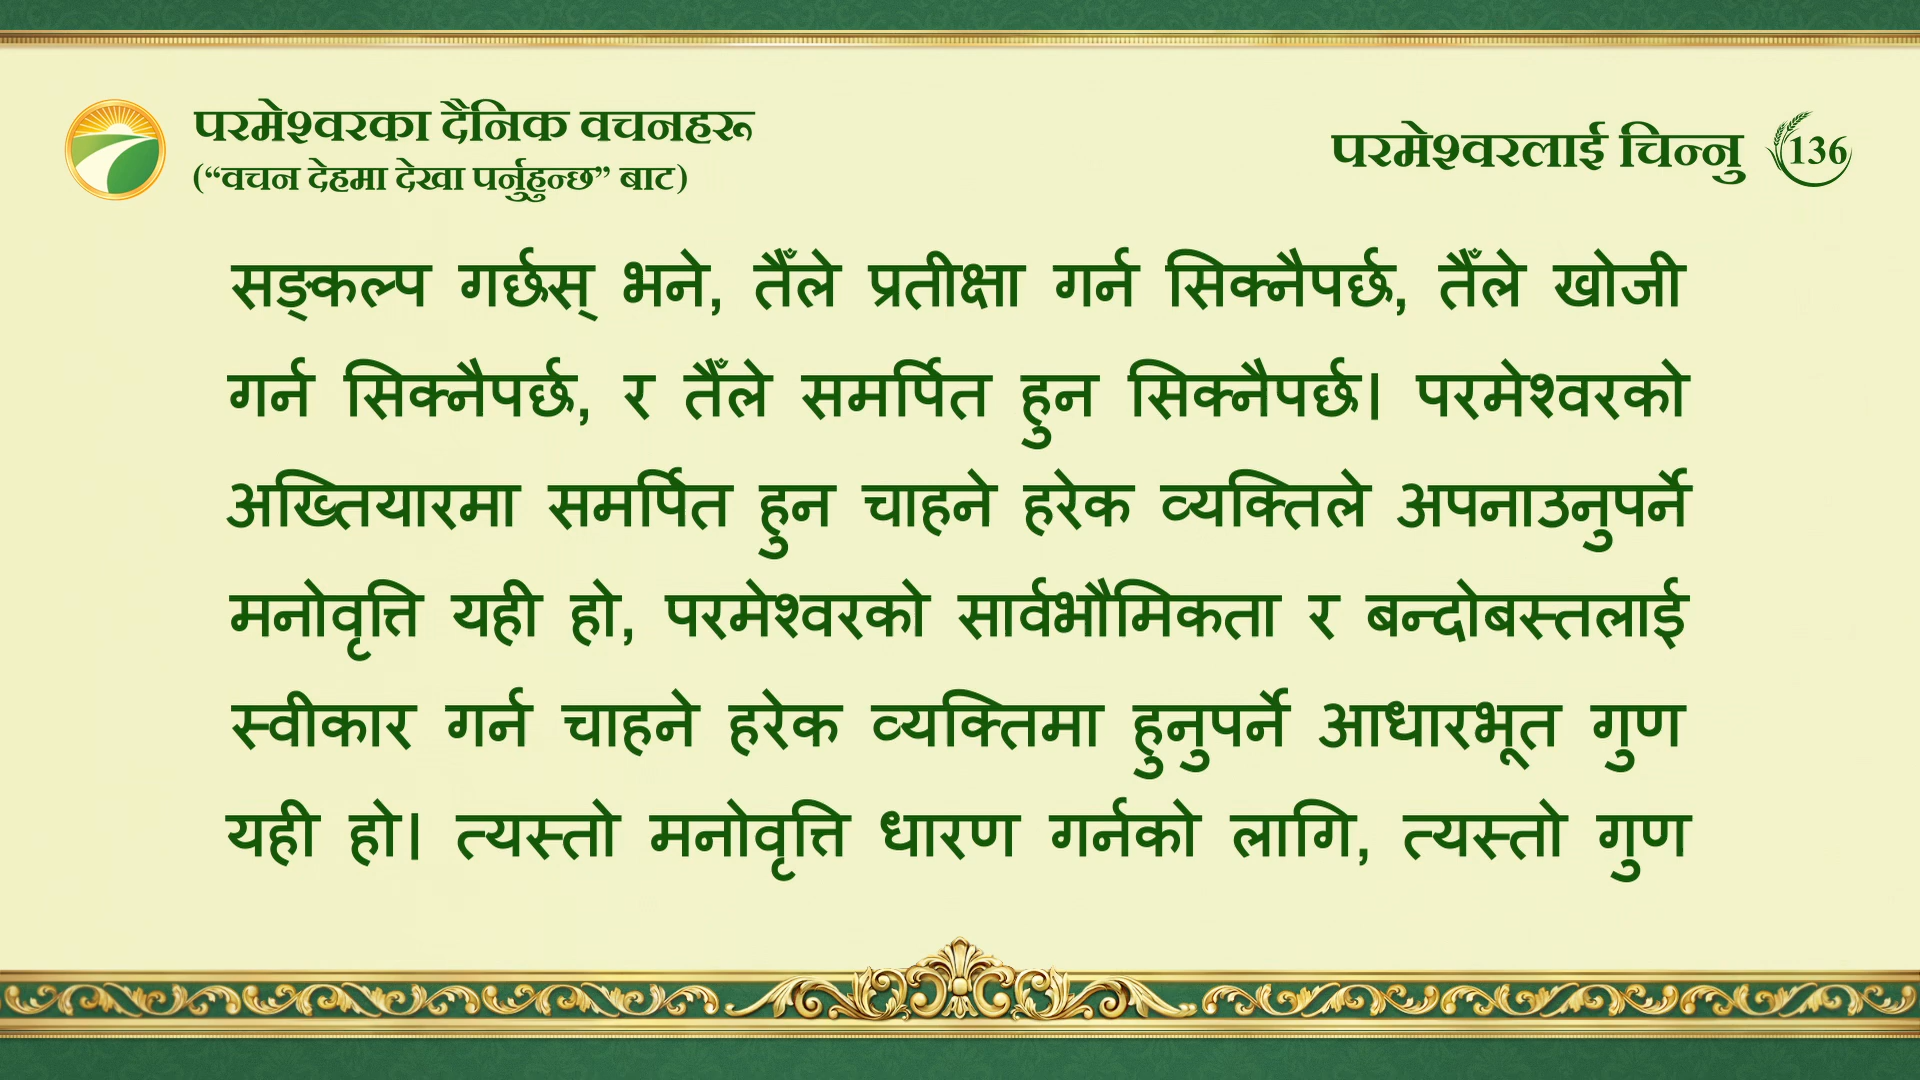 परमेश्वरका दैनिक वचनहरू
(“वचन देहमा देखा पर्नुहुन्छ” बाट)
परमेश्वरलाई चिन्नु 136
सङ्कल्प गर्छस् भने, तैँले प्रतीक्षा गर्न सिक्नैपर्छ, तैँले खोजी
गर्न सिक्नैपर्छ, र तैँले समर्पित हुन सिक्नैपर्छ। परमेश्वरको
अख्तियारमा समर्पित हुन चाहने हरेक व्यक्तिले अपनाउनुपर्ने
मनोवृत्ति यही हो, परमेश्वरको सार्वभौमिकता र बन्दोबस्तलाई
स्वीकार गर्न चाहने हरेक व्यक्तिमा हुनुपर्ने आधारभूत गुण
यही हो। त्यस्तो मनोवृत्ति धारण गर्नको लागि, त्यस्तो गुण